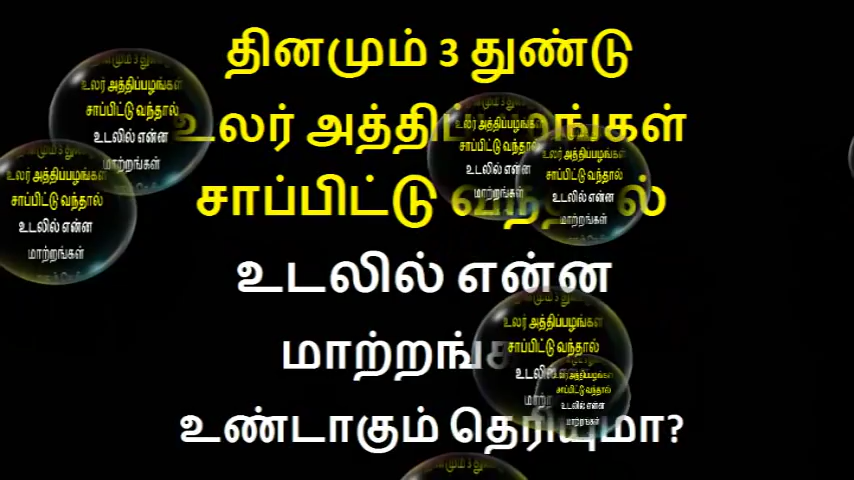 தினமும் 3 துண்டு
உலர் அத்திப்பழங்கள்
சாப்பிட்டு வந்தால்
உடலில் என்ன
மாற்றங்கள்
உண்டாகும் தெரியுமா?